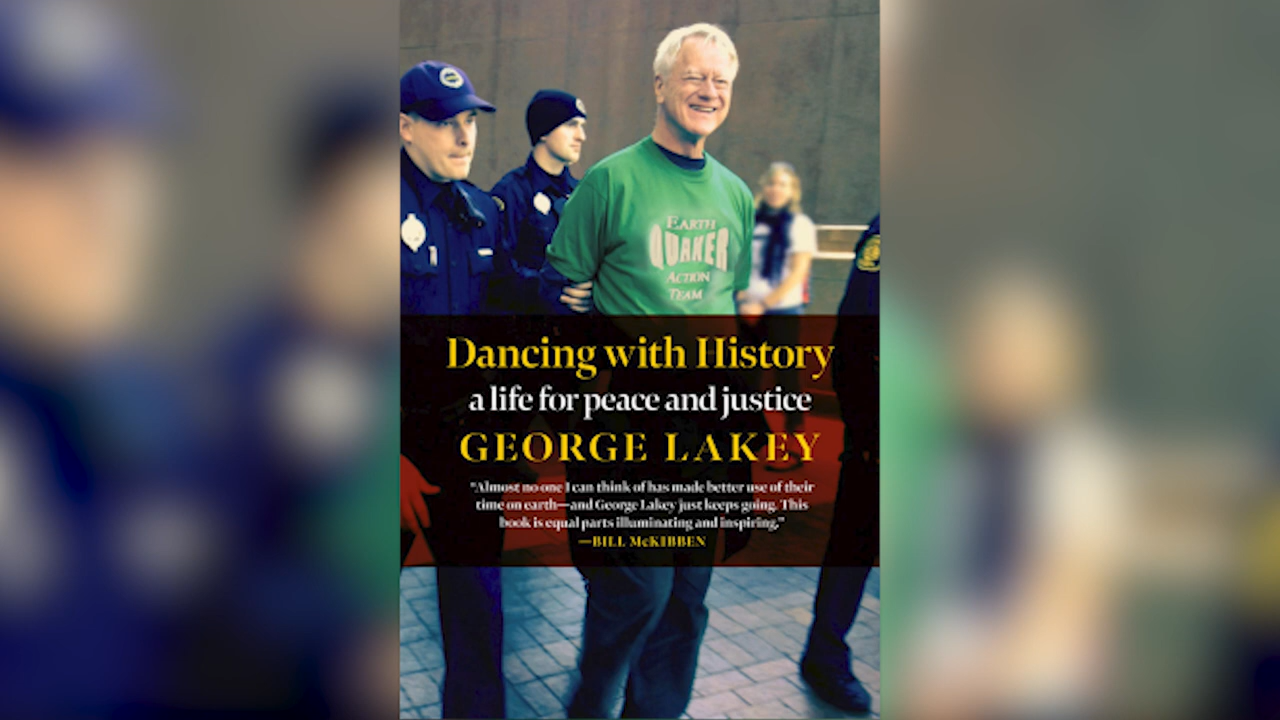 EARTH
QUAKER
ACTION
TEAM
Dancing with History
a life for peace and justice
GEORGE LAKEY
"Almost no one I can think of has made better use of their
time on earth—and George Lakey just keeps going. This
book is equal parts illuminating and inspiring."
—BILL McKIBBEN